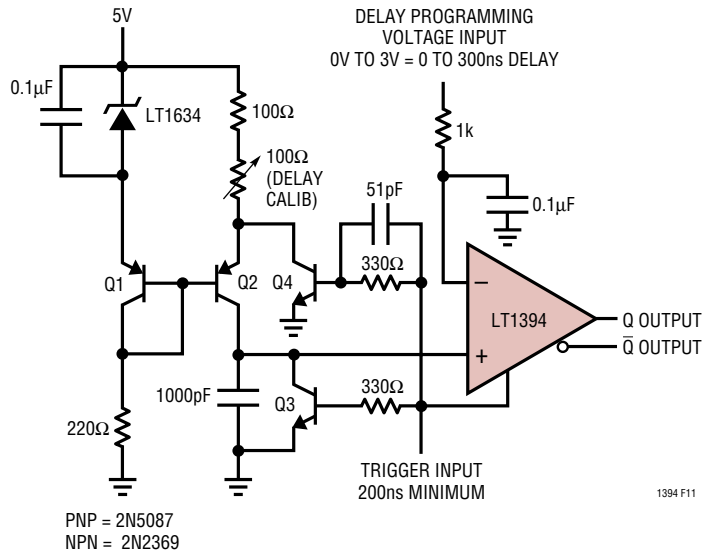 5V
DELAY PROGRAMMING
VOLTAGE INPUT
0V TO 3V = 0 TO 300ns DELAY
0.1µF
LT1634
100Ω
1k
100Ω
(DELAY
CALIB)
51pF
0.1µF
Q1
Q2
Q4
330Ω
−
LT1394
Q OUTPUT
Q̅ OUTPUT
+
1000pF
Q3
330Ω
220Ω
TRIGGER INPUT
200ns MINIMUM
1394 F11
PNP = 2N5087
NPN = 2N2369